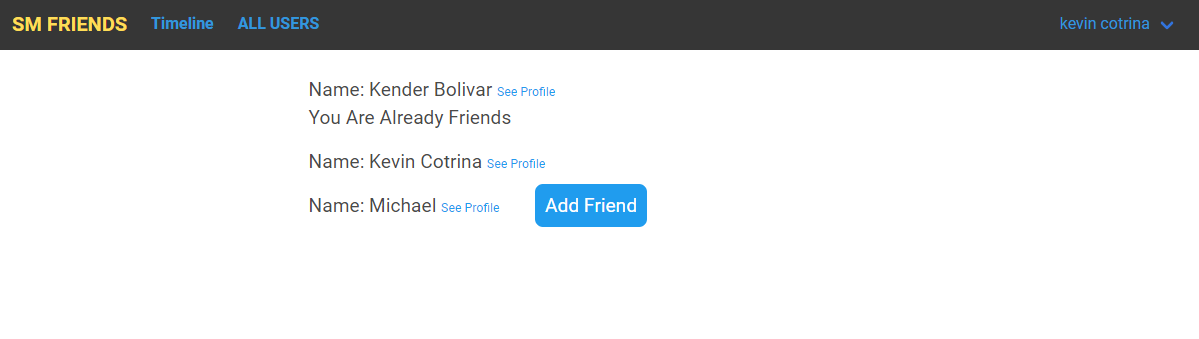 SM FRIENDS Timeline ALL USERS kevin cotrina
Name: Kender Bolivar See Profile
You Are Already Friends
Name: Kevin Cotrina See Profile
Name: Michael See Profile Add Friend